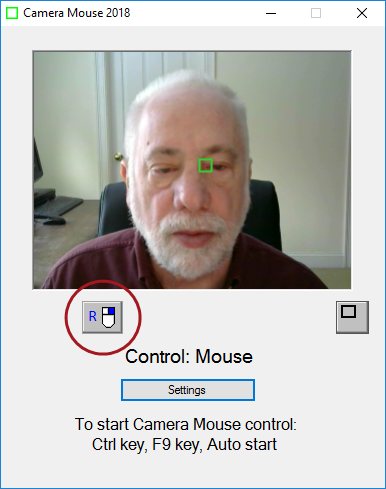 Camera Mouse 2018
R
Control: Mouse
Settings
To start Camera Mouse control:
Ctrl key, F9 key, Auto start